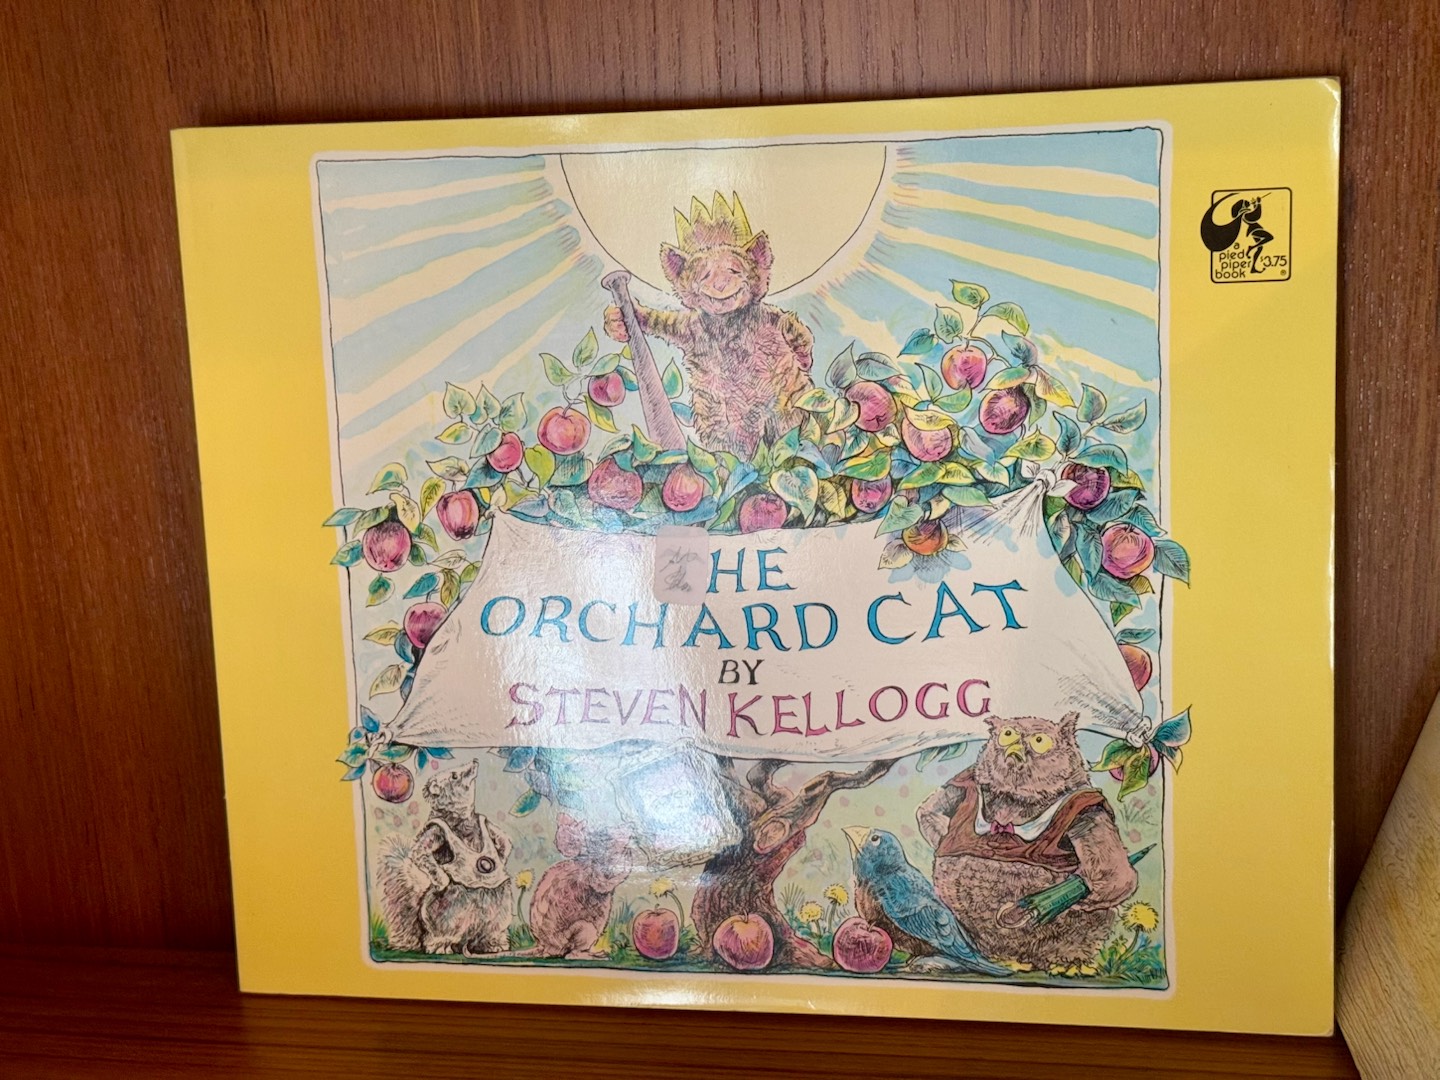 a
pied
piper $3.75
book ®
HE
ORCHARD CAT
BY
STEVEN KELLOGG